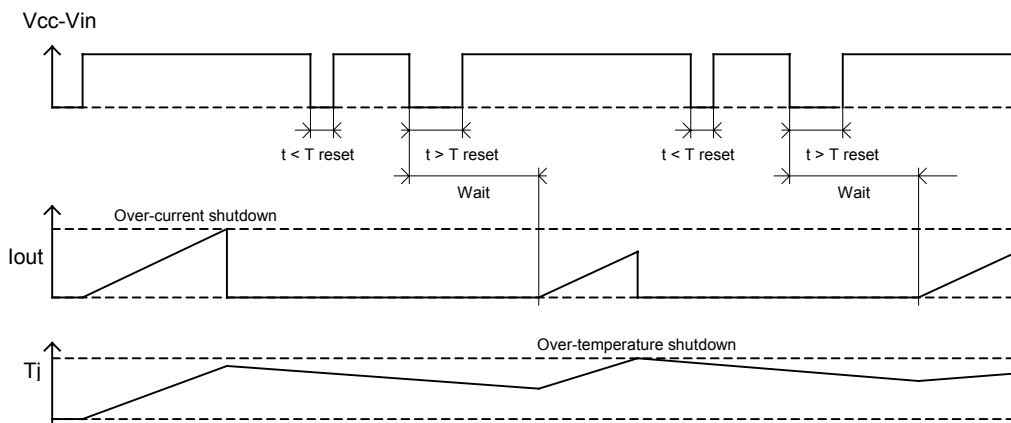 Vcc-Vin
t < T reset
t > T reset
t < T reset
t > T reset
Wait
Wait
Over-current shutdown
Iout
Over-temperature shutdown
Tj